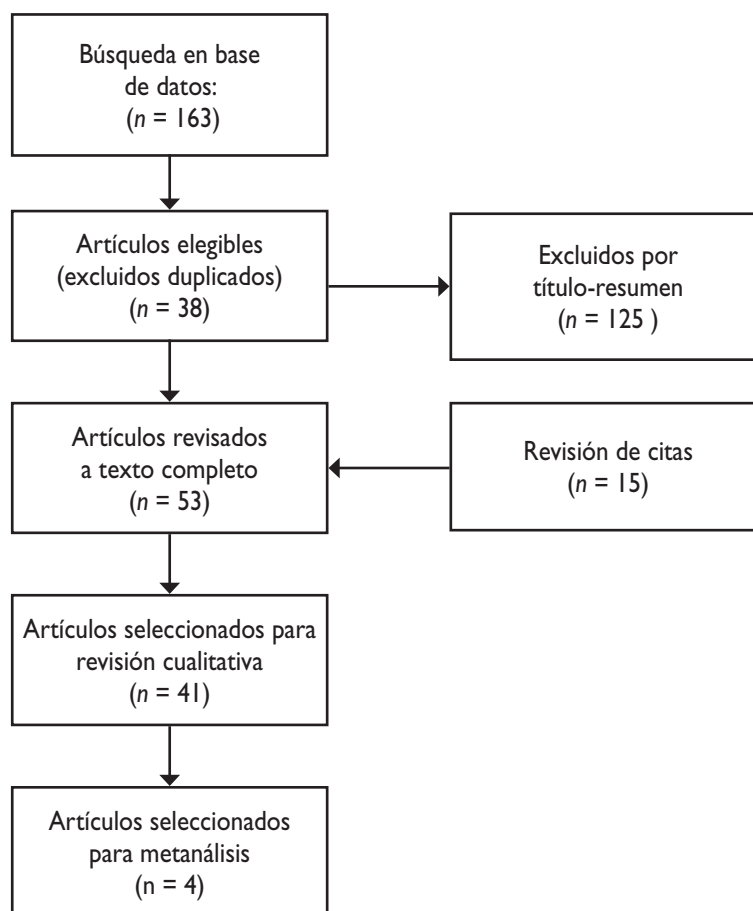 Búsqueda en base
de datos:
(n = 163)
Artículos elegibles
(excluidos duplicados)
(n = 38)
Excluidos por
título-resumen
(n = 125 )
Artículos revisados
a texto completo
(n = 53)
Revisión de citas
(n = 15)
Artículos seleccionados para
revisión cualitativa
(n = 41)
Artículos seleccionados
para metanálisis
(n = 4)